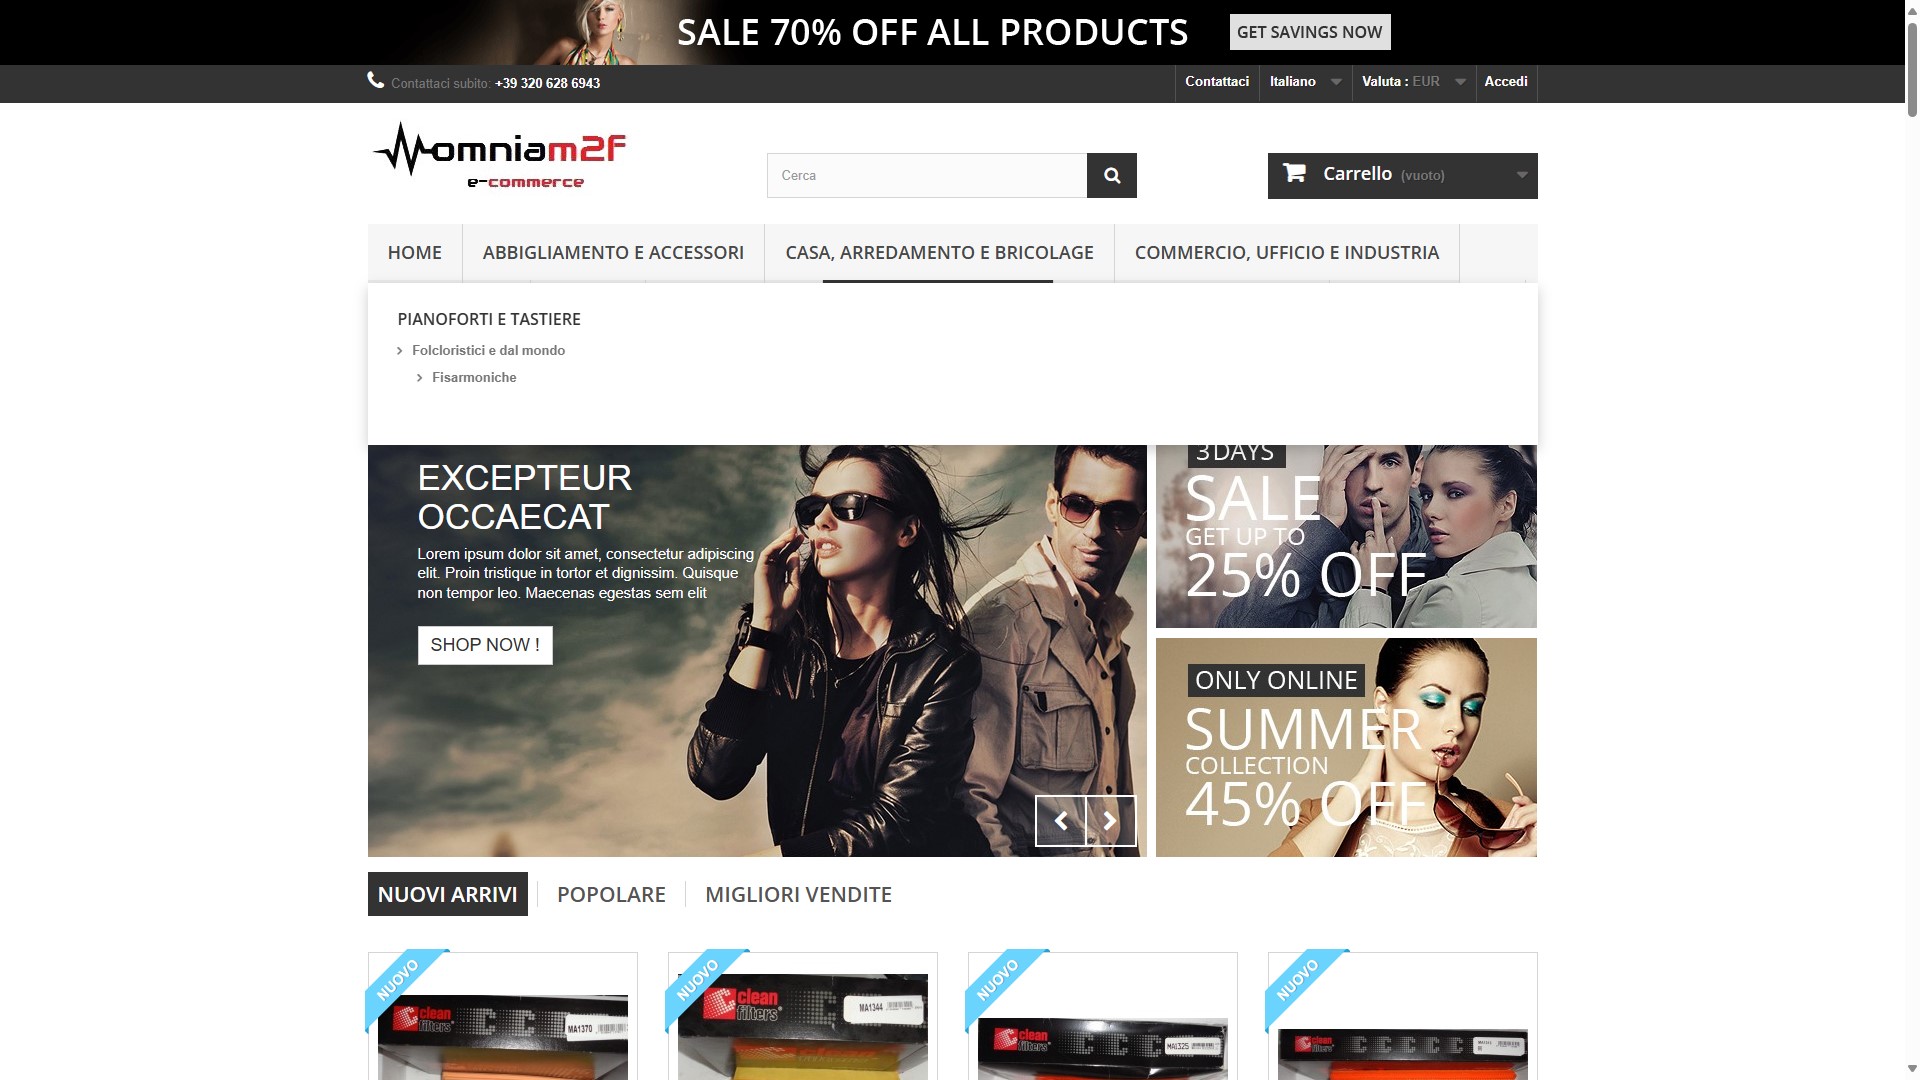 SALE 70% OFF ALL PRODUCTS
GET SAVINGS NOW
Contattaci subito: +39 320 628 6943
Contattaci
Italiano
Valuta : EUR
Accedi
omniam2f
e-commerce
Cerca
Carrello (vuoto)
HOME
ABBIGLIAMENTO E ACCESSORI
CASA, ARREDAMENTO E BRICOLAGE
COMMERCIO, UFFICIO E INDUSTRIA
PIANOFORTI E TASTIERE
Folcloristici e dal mondo
Fisarmoniche
EXCEPTEUR
OCCAECAT
Lorem ipsum dolor sit amet, consectetur adipiscing
elit. Proin tristique in tortor et dignissim. Quisque
non tempor leo. Maecenas egestas sem elit
SHOP NOW !
3 DAYS
SALE
GET UP TO
25% OFF
ONLY ONLINE
SUMMER
COLLECTION
45% OFF
NUOVI ARRIVI
POPOLARE
MIGLIORI VENDITE
NUOVO
clean
filters
MA1370
NUOVO
clean
filters
MA1344
NUOVO
clean
filters
MA1325
NUOVO
clean
filters